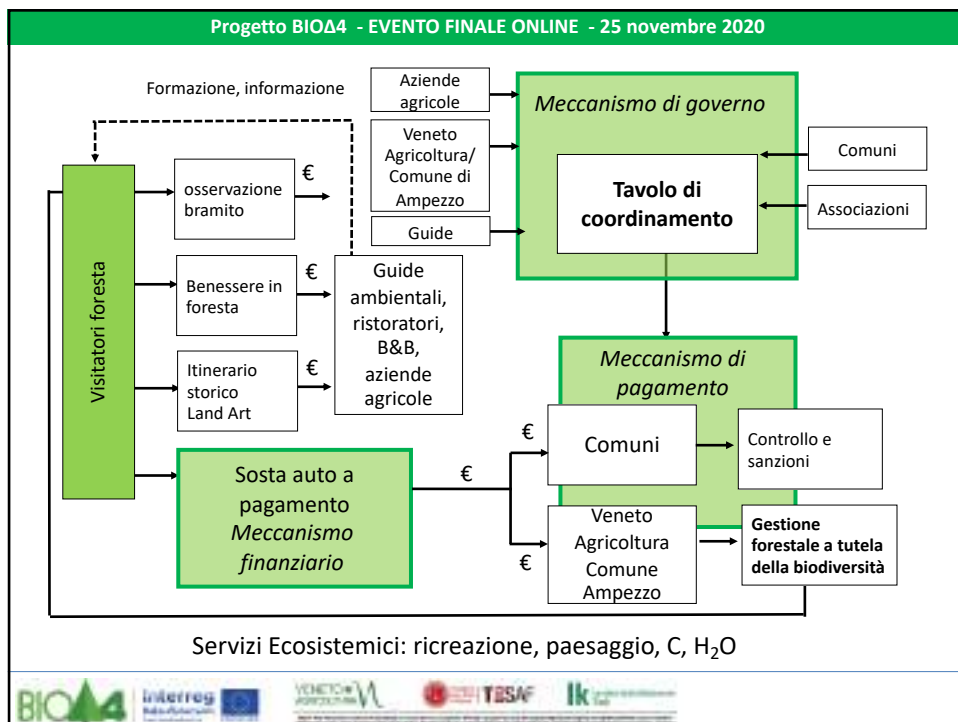 Progetto BIOΔ4 - EVENTO FINALE ONLINE - 25 novembre 2020
Formazione, informazione
Aziende
agricole
Meccanismo di governo
Veneto
Agricoltura/
Comune di
Ampezzo
Guide
Tavolo di
coordinamento
Comuni
Associazioni
Visitatori foresta
osservazione
bramito
€
Benessere in
foresta
€
Itinerario
storico
Land Art
€
Guide
ambientali,
ristoratori,
B&B,
aziende
agricole
Meccanismo di
pagamento
Sosta auto a
pagamento
Meccanismo
finanziario
€
€
€
Comuni
Controllo e
sanzioni
Veneto
Agricoltura
Comune
Ampezzo
Gestione
forestale a tutela
della biodiversità
Servizi Ecosistemici: ricreazione, paesaggio, C, H₂O
BIOΔ4
Interreg
VENETO
AGRICOLTURA
TESAF
lk